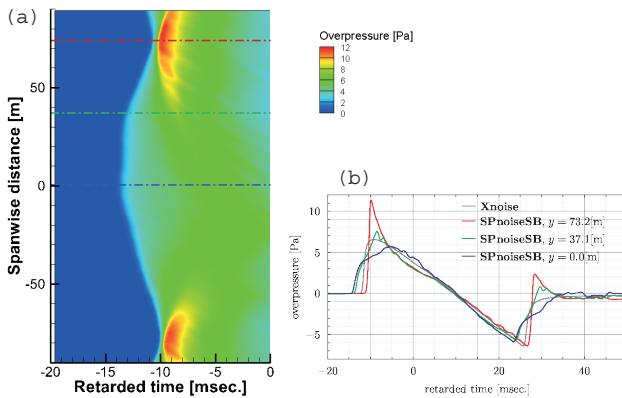 (a)
Overpressure [Pa]
12
10
8
6
4
2
0
50
0
-50
Spanwise distance [m]
-20 -15 -10 -5 0
Retarded time [msec.]
(b)
Xnoise
SPnoiseSB, y = 73.2[m]
SPnoiseSB, y = 37.1[m]
SPnoiseSB, y = 0.0[m]
10
5
0
−5
overpressure [Pa]
−20 0 20 40
retarded time [msec.]